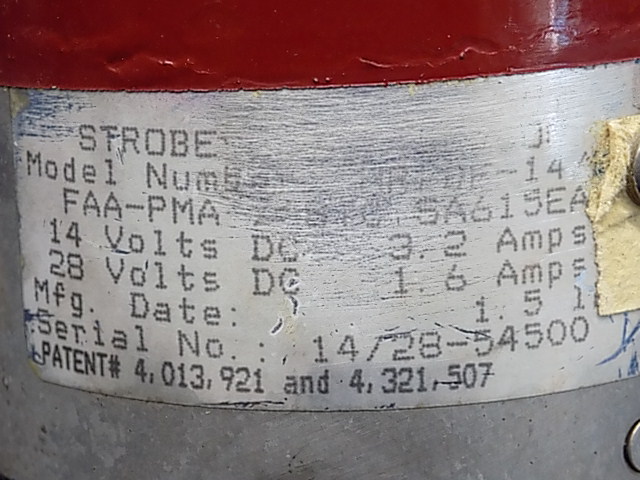 STROBE
Model Number
FAA-PMA SA615EA
14 Volts DC 3.2 Amps
28 Volts DC 1.6 Amps
Mfg. Date:
Serial No.: 14/28-54500
PATENT# 4,013,921 and 4,321,507